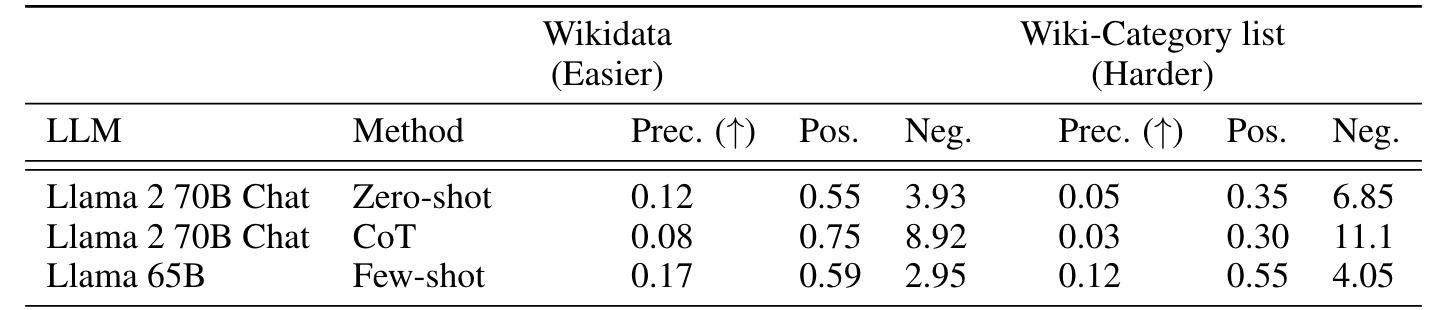 Wikidata Wiki-Category list
(Easier) (Harder)
LLM Method Prec. (↑) Pos. Neg. Prec. (↑) Pos. Neg.
Llama 2 70B Chat Zero-shot 0.12 0.55 3.93 0.05 0.35 6.85
Llama 2 70B Chat CoT 0.08 0.75 8.92 0.03 0.30 11.1
Llama 65B Few-shot 0.17 0.59 2.95 0.12 0.55 4.05